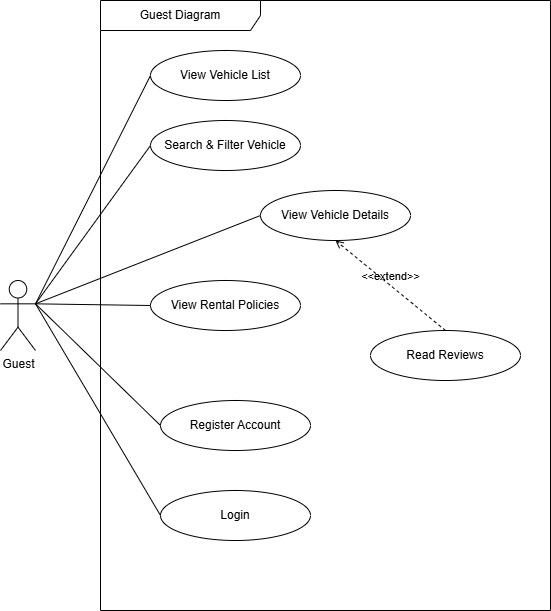 Guest Diagram
View Vehicle List
Search & Filter Vehicle
View Vehicle Details
<<extend>>
View Rental Policies
Read Reviews
Guest
Register Account
Login